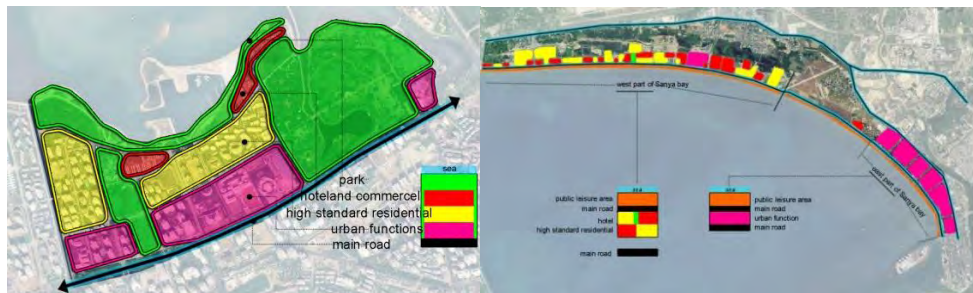 sea
park
hoteland commercel
high standard residential
urban functions
main road
west part of Sanya bay
west part of Sanya bay
sea
public leisure area
main road
hotel
high standard residential
main road
sea
public leisure area
main road
urban function
main road